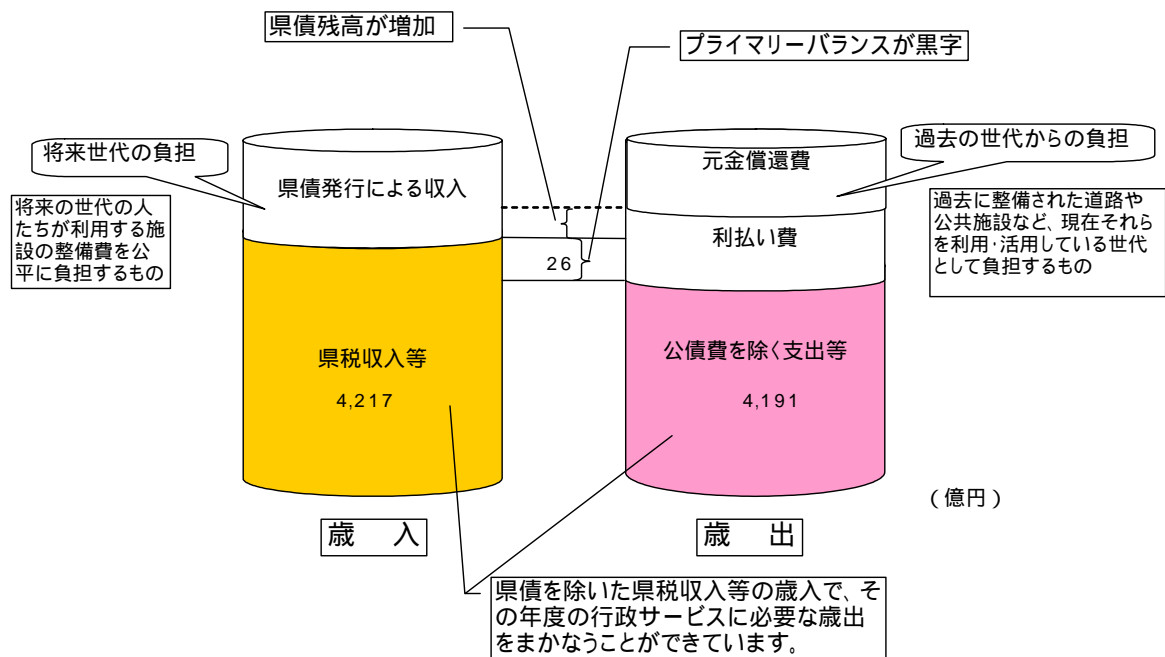 県債残高が増加
プライマリーバランスが黒字
将来世代の負担
過去の世代からの負担
県債発行による収入
元金償還費
将来の世代の人
たちが利用する施
設の整備費を公
平に負担するもの
過去に整備された道路や
公共施設など、現在それら
を利用・活用している世代
として負担するもの
利払い費
26
県税収入等
4,217
公債費を除く支出等
4,191
(億円)
歳 入
歳 出
県債を除いた県税収入等の歳入で、そ
の年度の行政サービスに必要な歳出
をまかなうことができています。